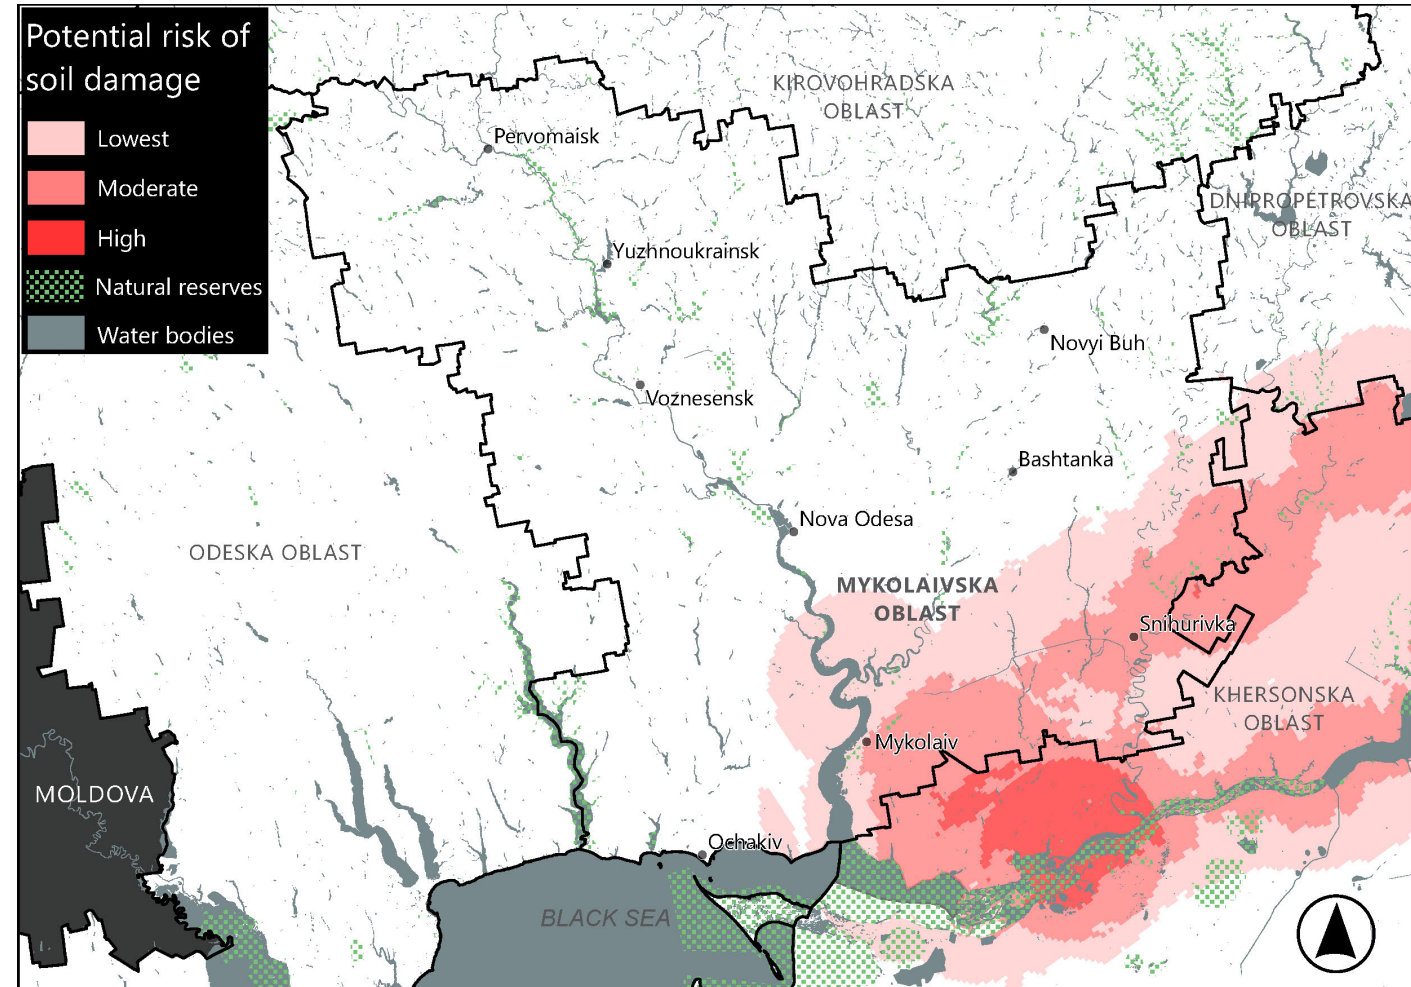 Potential risk of
soil damage
Lowest
Moderate
High
Natural reserves
Water bodies
KIROVOHRADSKA
OBLAST
Pervomaisk
DNIPROPETROVSKA
OBLAST
Yuzhnoukrainsk
Novyi Buh
Voznesensk
Bashtanka
Nova Odesa
ODESKA OBLAST
MYKOLAIVSKA
OBLAST
Snihurivka
KHERSONSKA
OBLAST
Mykolaiv
MOLDOVA
Ochakiv
BLACK SEA